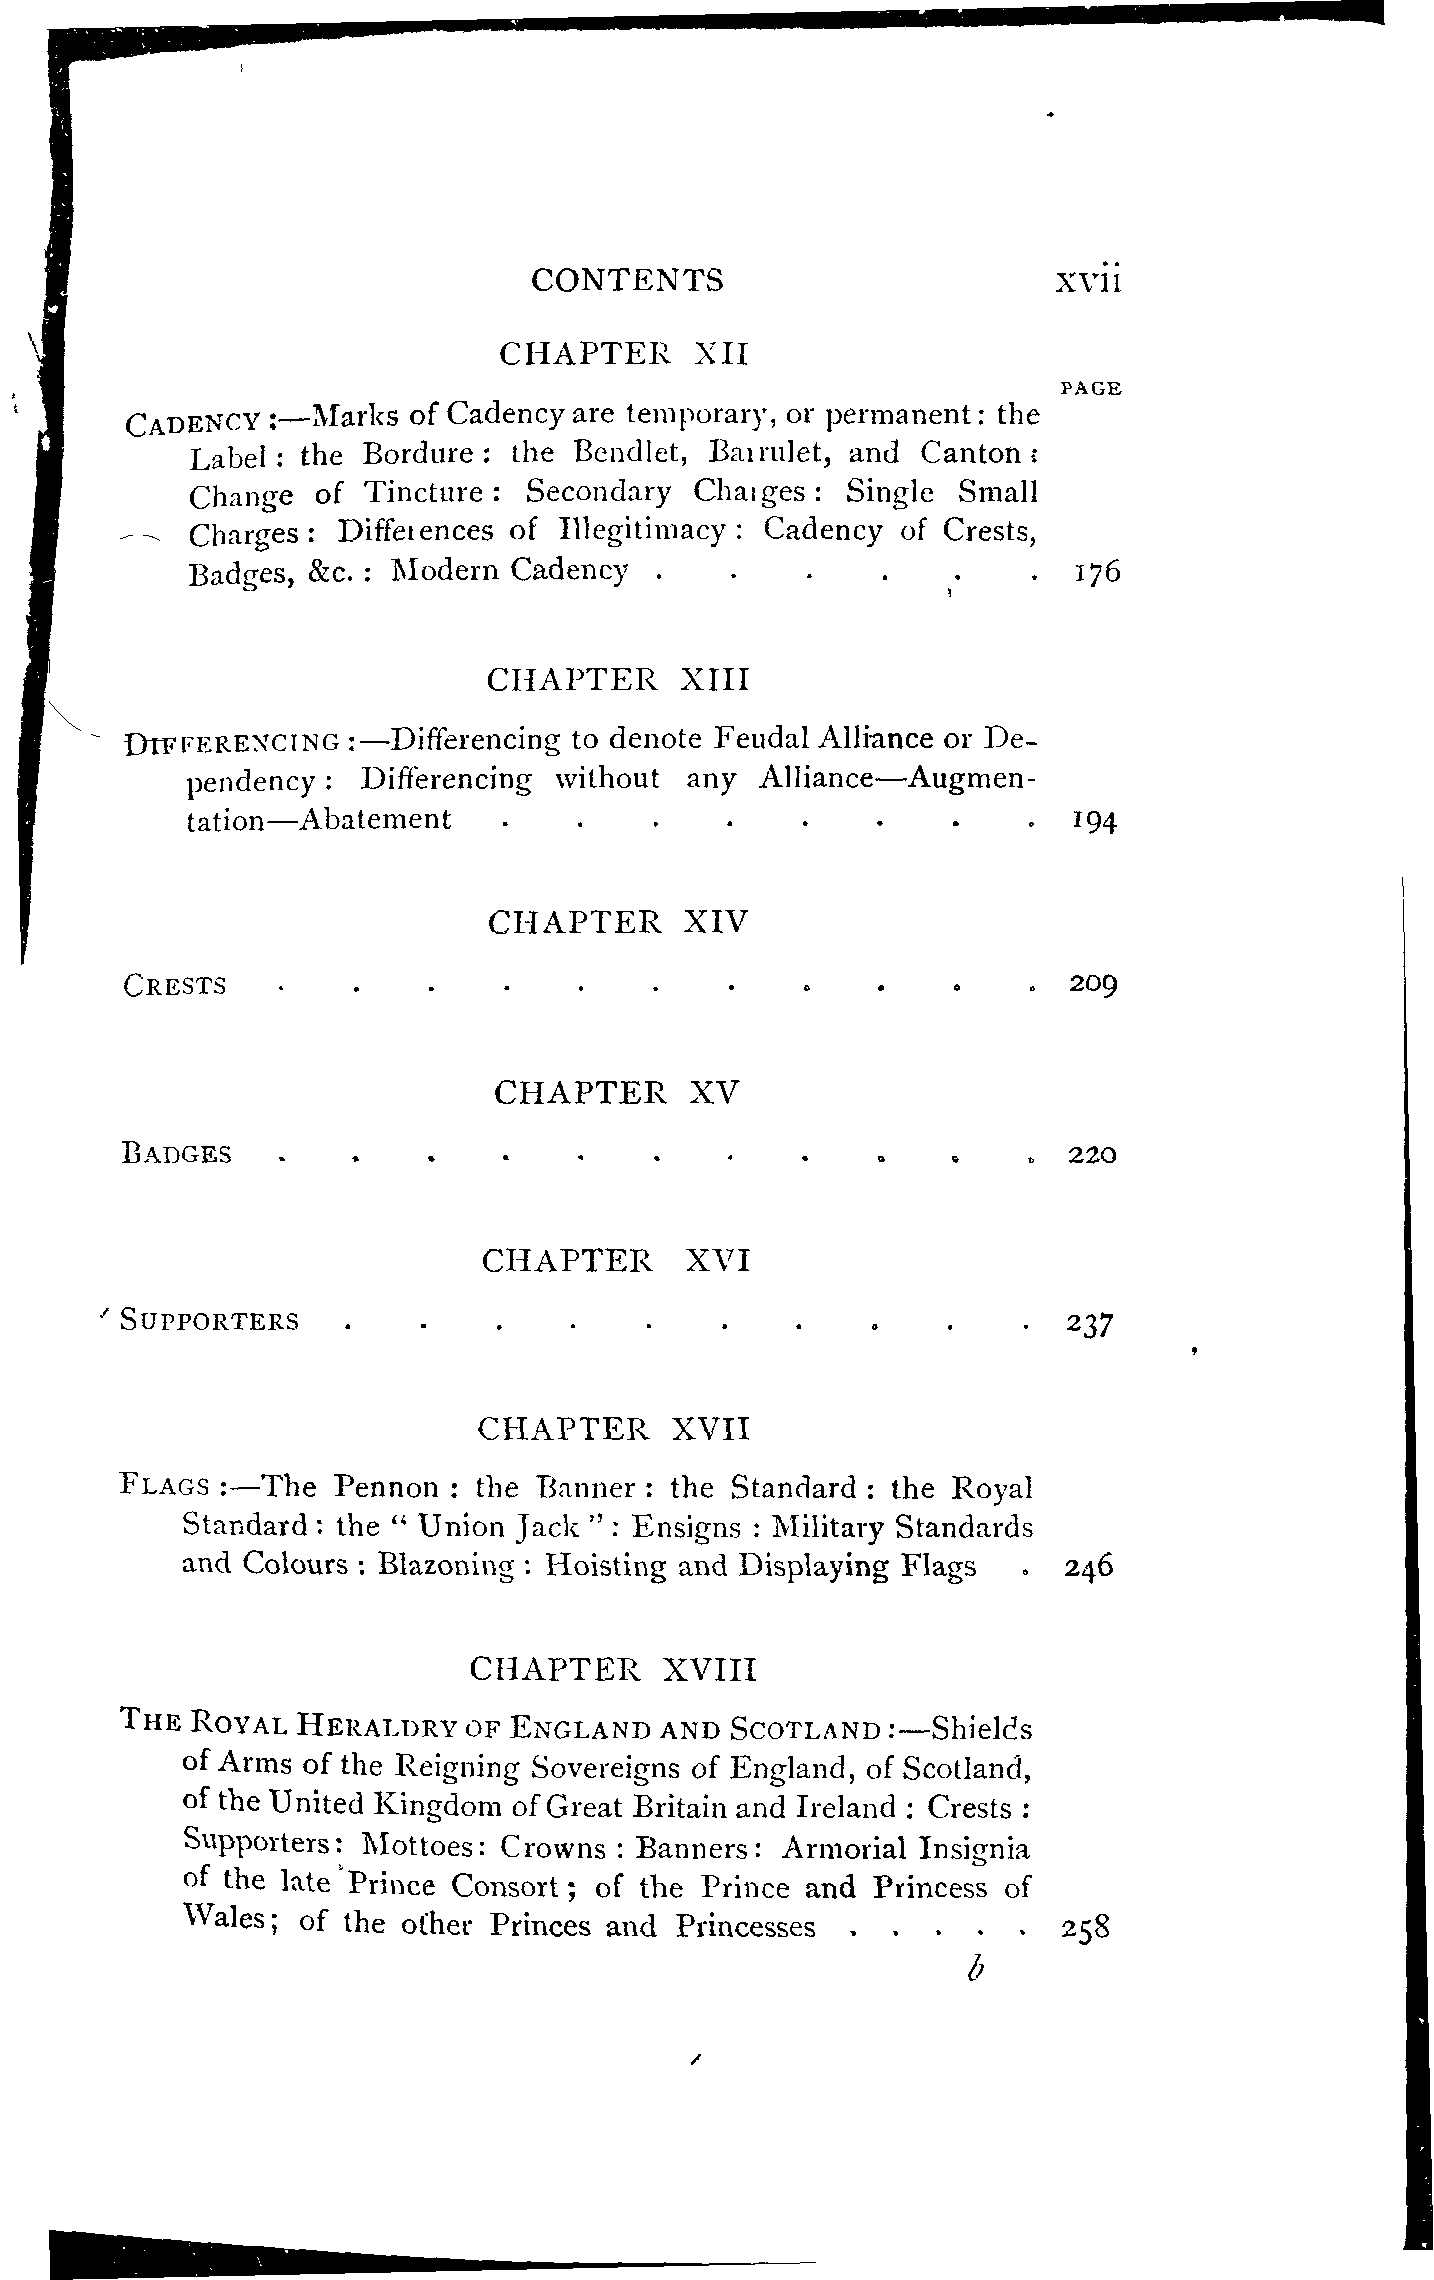 CONTENTS xvii
CHAPTER XII
PAGE
CADENCY :—Marks of Cadency are temporary, or permanent : the
Label : the Bordure : the Bendlet, Barrulet, and Canton :
Change of Tincture : Secondary Charges : Single Small
Charges : Differences of Illegitimacy : Cadency of Crests,
Badges, &c. : Modern Cadency . . . . . . 176
CHAPTER XIII
DIFFERENCING :—Differencing to denote Feudal Alliance or De-
pendency : Differencing without any Alliance—Augmen-
tation—Abatement . . . . . . . . 194
CHAPTER XIV
CRESTS . . . . . . . . . . . 209
CHAPTER XV
BADGES . . . . . . . . . . . 220
CHAPTER XVI
SUPPORTERS . . . . . . . . . . 237
CHAPTER XVII
FLAGS :—The Pennon : the Banner : the Standard : the Royal
Standard : the “ Union Jack ” : Ensigns : Military Standards
and Colours : Blazoning : Hoisting and Displaying Flags . 246
CHAPTER XVIII
THE ROYAL HERALDRY OF ENGLAND AND SCOTLAND :—Shields
of Arms of the Reigning Sovereigns of England, of Scotland,
of the United Kingdom of Great Britain and Ireland : Crests :
Supporters : Mottoes : Crowns : Banners : Armorial Insignia
of the late Prince Consort ; of the Prince and Princess of
Wales ; of the other Princes and Princesses . . . . . 258
b